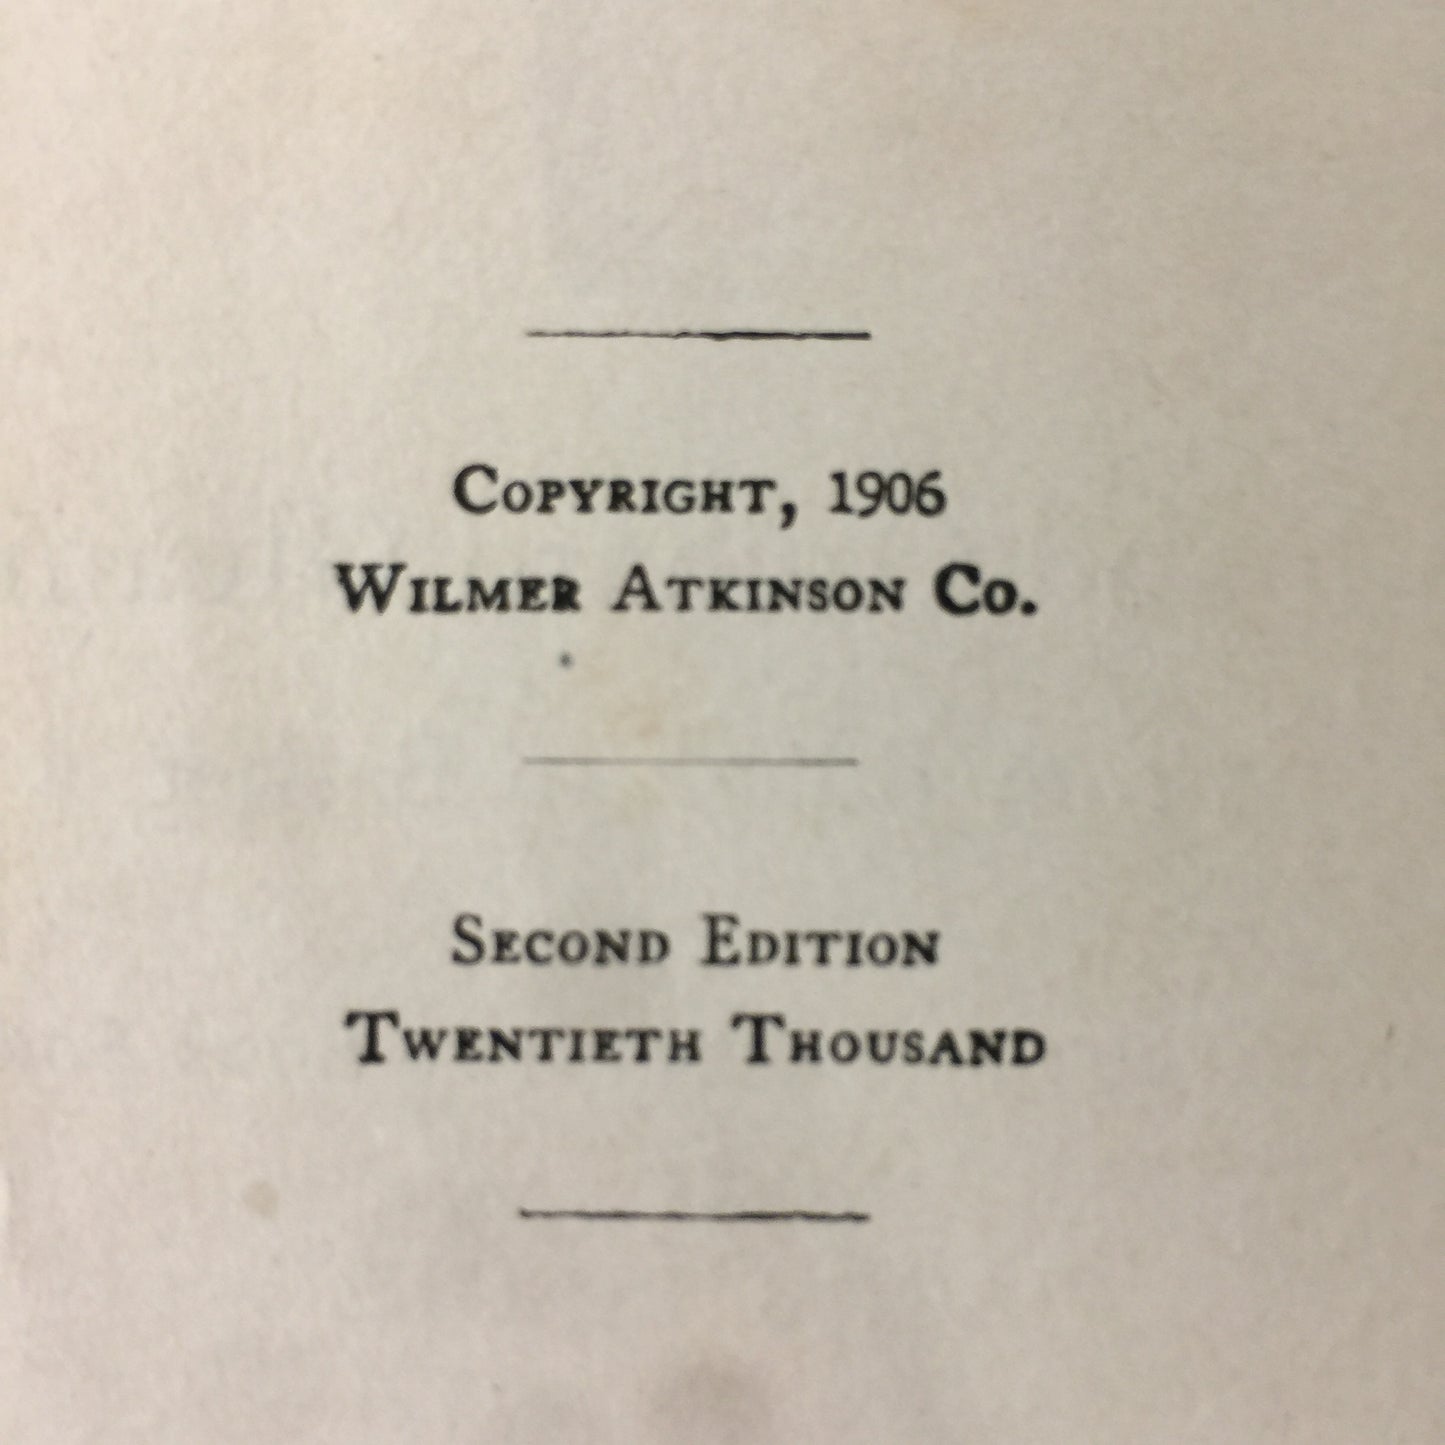 Copyright, 1906
Wilmer Atkinson Co.
Second Edition
Twentieth Thousand